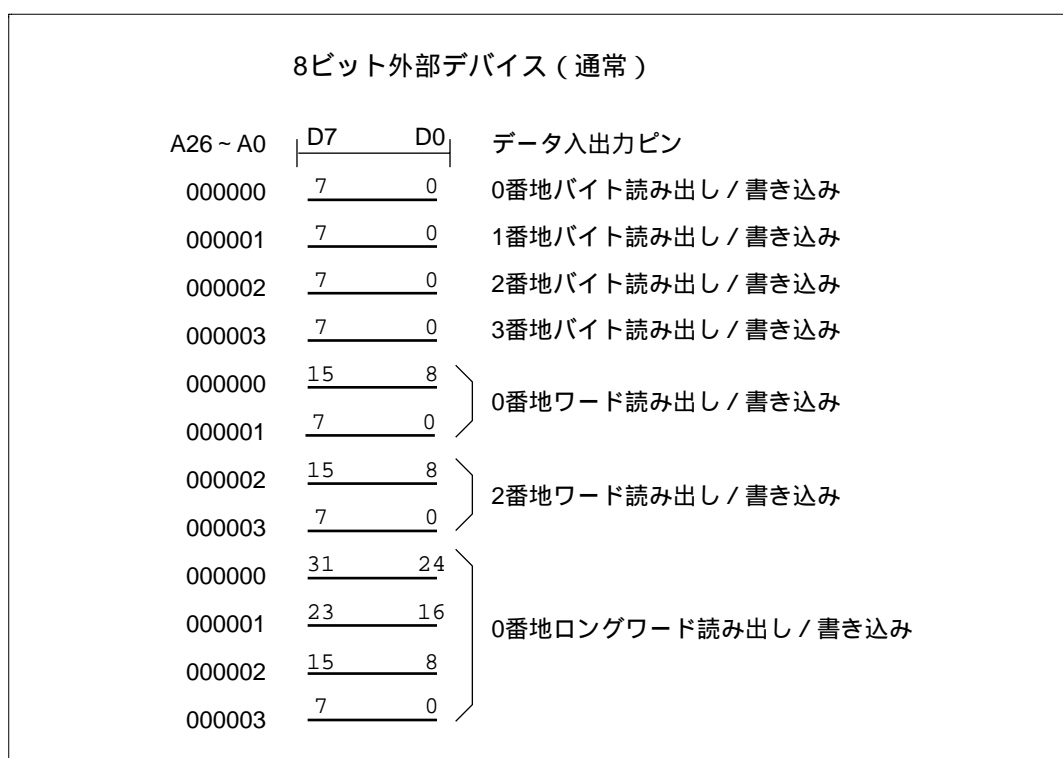 8ビット外部デバイス(通常)
A26~A0 D7 D0 データ入出力ピン
000000 7 0 0番地バイト読み出し/書き込み
000001 7 0 1番地バイト読み出し/書き込み
000002 7 0 2番地バイト読み出し/書き込み
000003 7 0 3番地バイト読み出し/書き込み
000000 15 8
0番地ワード読み出し/書き込み
000001 7 0
000002 15 8
2番地ワード読み出し/書き込み
000003 7 0
000000 31 24
000001 23 16
0番地ロングワード読み出し/書き込み
000002 15 8
000003 7 0